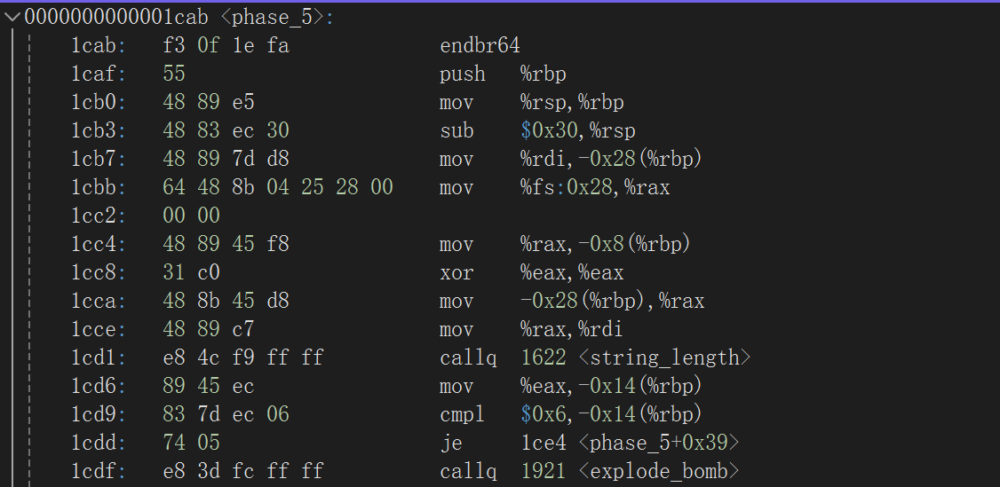 0000000000001cab <phase_5>:
1cab: f3 0f 1e fa endbr64
1caf: 55 push %rbp
1cb0: 48 89 e5 mov %rsp,%rbp
1cb3: 48 83 ec 30 sub $0x30,%rsp
1cb7: 48 89 7d d8 mov %rdi,-0x28(%rbp)
1cbb: 64 48 8b 04 25 28 00 mov %fs:0x28,%rax
1cc2: 00 00
1cc4: 48 89 45 f8 mov %rax,-0x8(%rbp)
1cc8: 31 c0 xor %eax,%eax
1cca: 48 8b 45 d8 mov -0x28(%rbp),%rax
1cce: 48 89 c7 mov %rax,%rdi
1cd1: e8 4c f9 ff ff callq 1622 <string_length>
1cd6: 89 45 ec mov %eax,-0x14(%rbp)
1cd9: 83 7d ec 06 cmpl $0x6,-0x14(%rbp)
1cdd: 74 05 je 1ce4 <phase_5+0x39>
1cdf: e8 3d fc ff ff callq 1921 <explode_bomb>